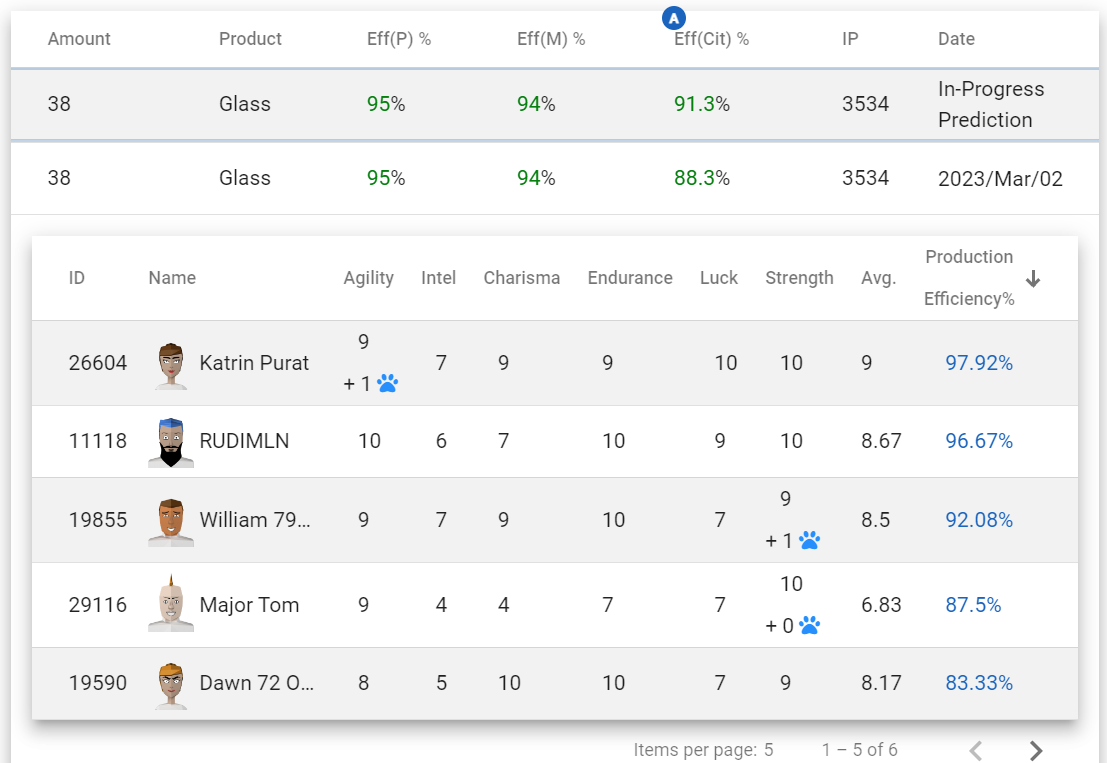 A
Amount Product Eff(P) % Eff(M) % Eff(Cit) % IP Date
38 Glass 95% 94% 91.3% 3534 In-Progress Prediction
38 Glass 95% 94% 88.3% 3534 2023/Mar/02
ID Name Agility Intel Charisma Endurance Luck Strength Avg. Production Efficiency%
26604 Katrin Purat 9 + 1 7 9 9 10 10 9 97.92%
11118 RUDIMLN 10 6 7 10 9 10 8.67 96.67%
19855 William 79... 9 7 9 10 7 9 + 1 8.5 92.08%
29116 Major Tom 9 4 4 7 7 10 + 0 6.83 87.5%
19590 Dawn 72 O... 8 5 10 10 7 9 8.17 83.33%
Items per page: 5 1 – 5 of 6